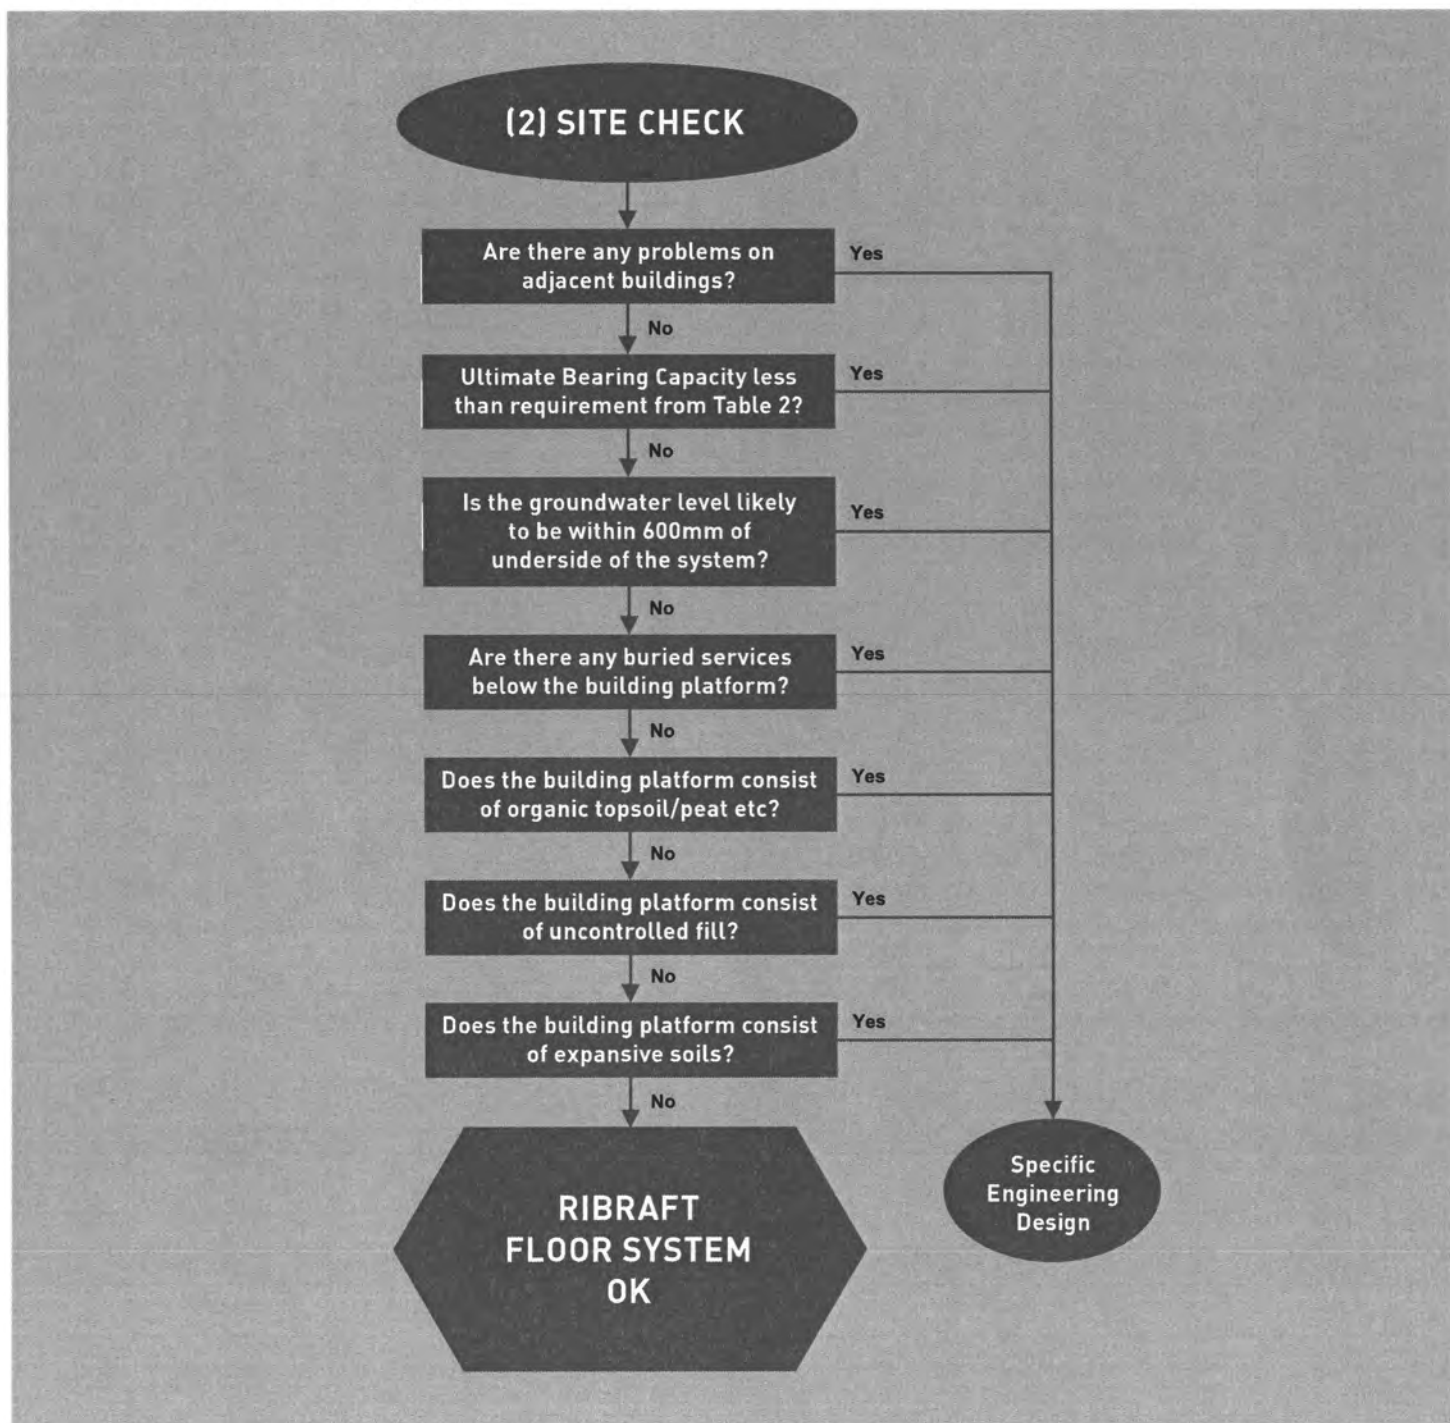 (2) SITE CHECK
Are there any problems on
adjacent buildings?
Yes
No
Ultimate Bearing Capacity less
than requirement from Table 2?
Yes
No
Is the groundwater level likely
to be within 600mm of
underside of the system?
Yes
No
Are there any buried services
below the building platform?
Yes
No
Does the building platform consist
of organic topsoil/peat etc?
Yes
No
Does the building platform consist
of uncontrolled fill?
Yes
No
Does the building platform consist
of expansive soils?
Yes
No
RIBRAFT
FLOOR SYSTEM
OK
Specific
Engineering
Design